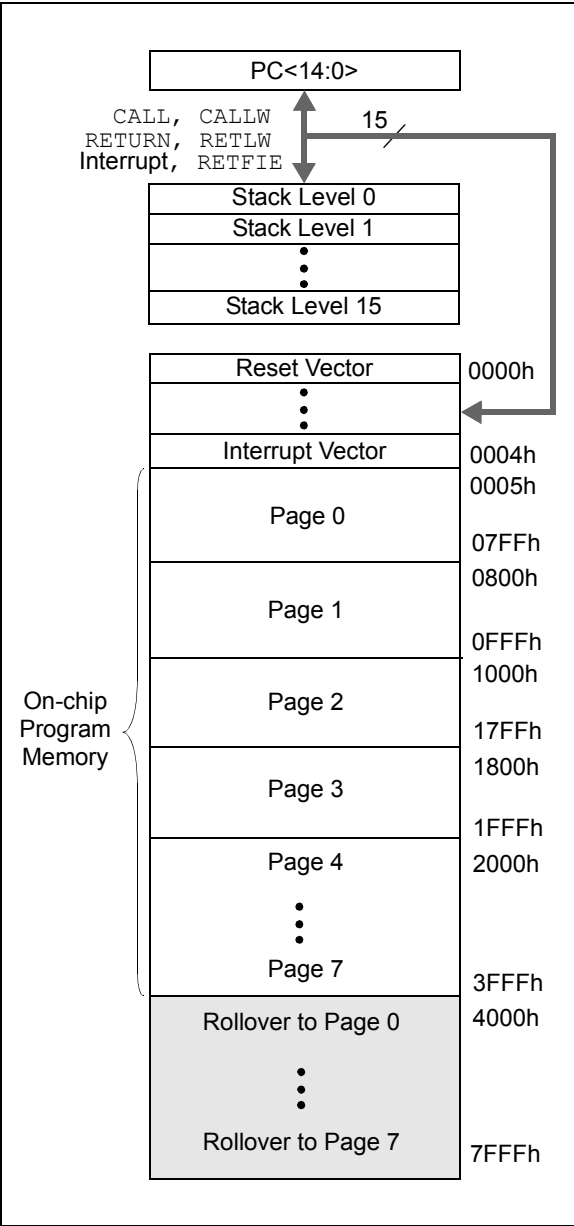 PC<14:0>
CALL, CALLW
15
RETURN, RETLW
Interrupt, RETFIE
Stack Level 0
Stack Level 1
Stack Level 15
Reset Vector
0000h
Interrupt Vector
0004h
0005h
Page 0
07FFh
0800h
Page 1
0FFFh
1000h
On-chip
Program
Memory
Page 2
17FFh
1800h
Page 3
1FFFh
Page 4
2000h
Page 7
3FFFh
Rollover to Page 0
4000h
Rollover to Page 7
7FFFh